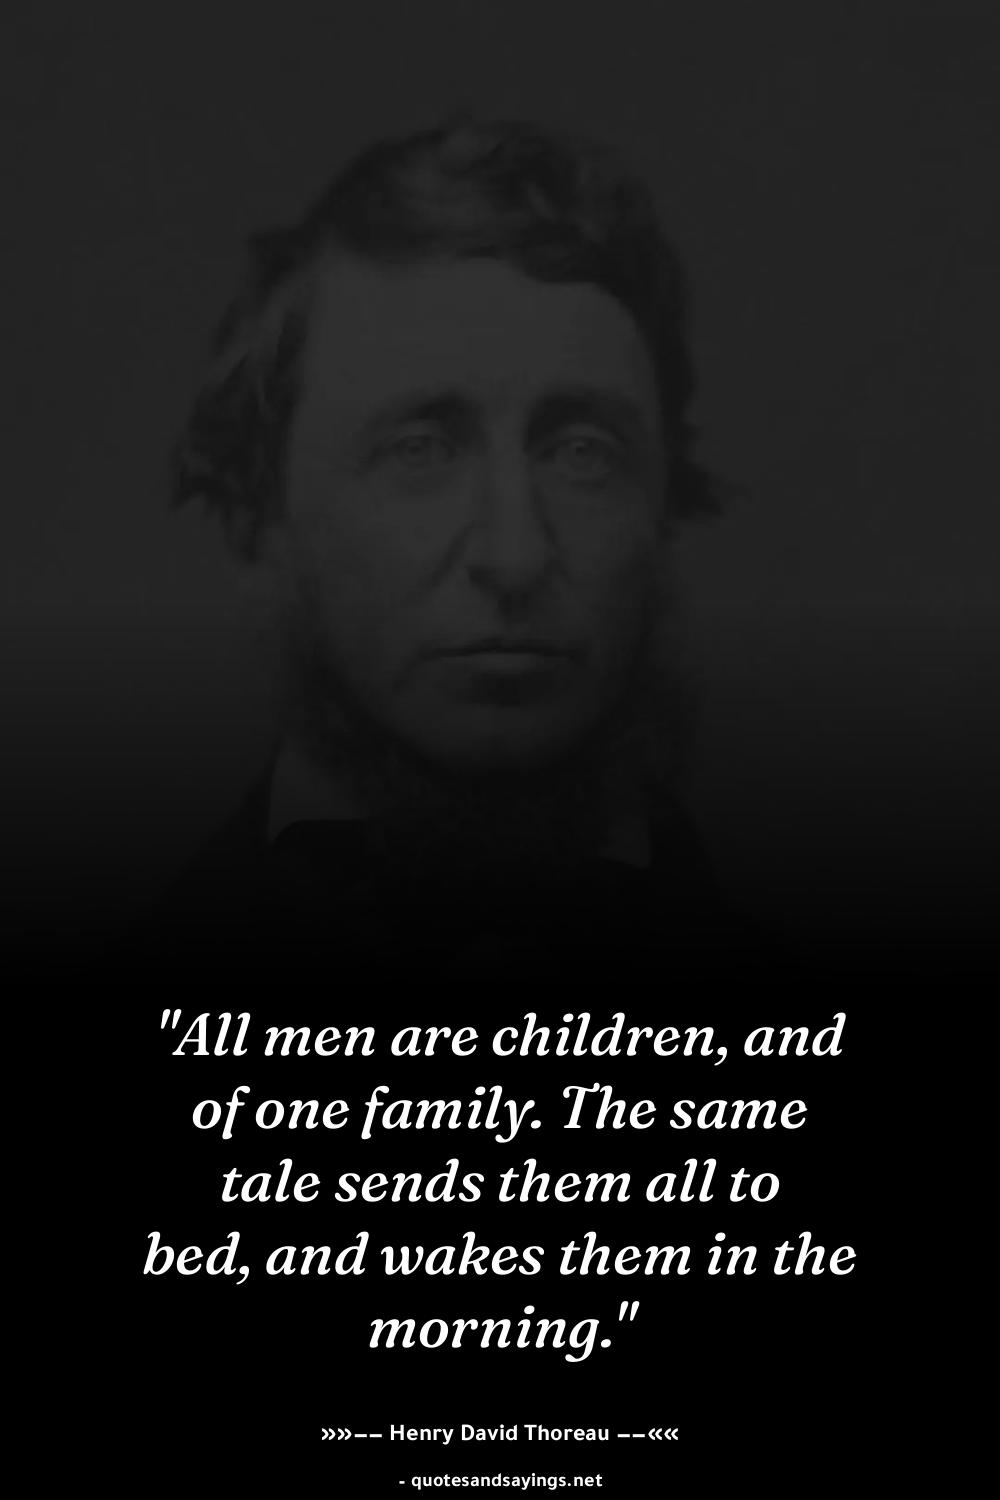 "All men are children, and
of one family. The same
tale sends them all to
bed, and wakes them in the
morning."
»»—— Henry David Thoreau ——««
- quotesandsayings.net